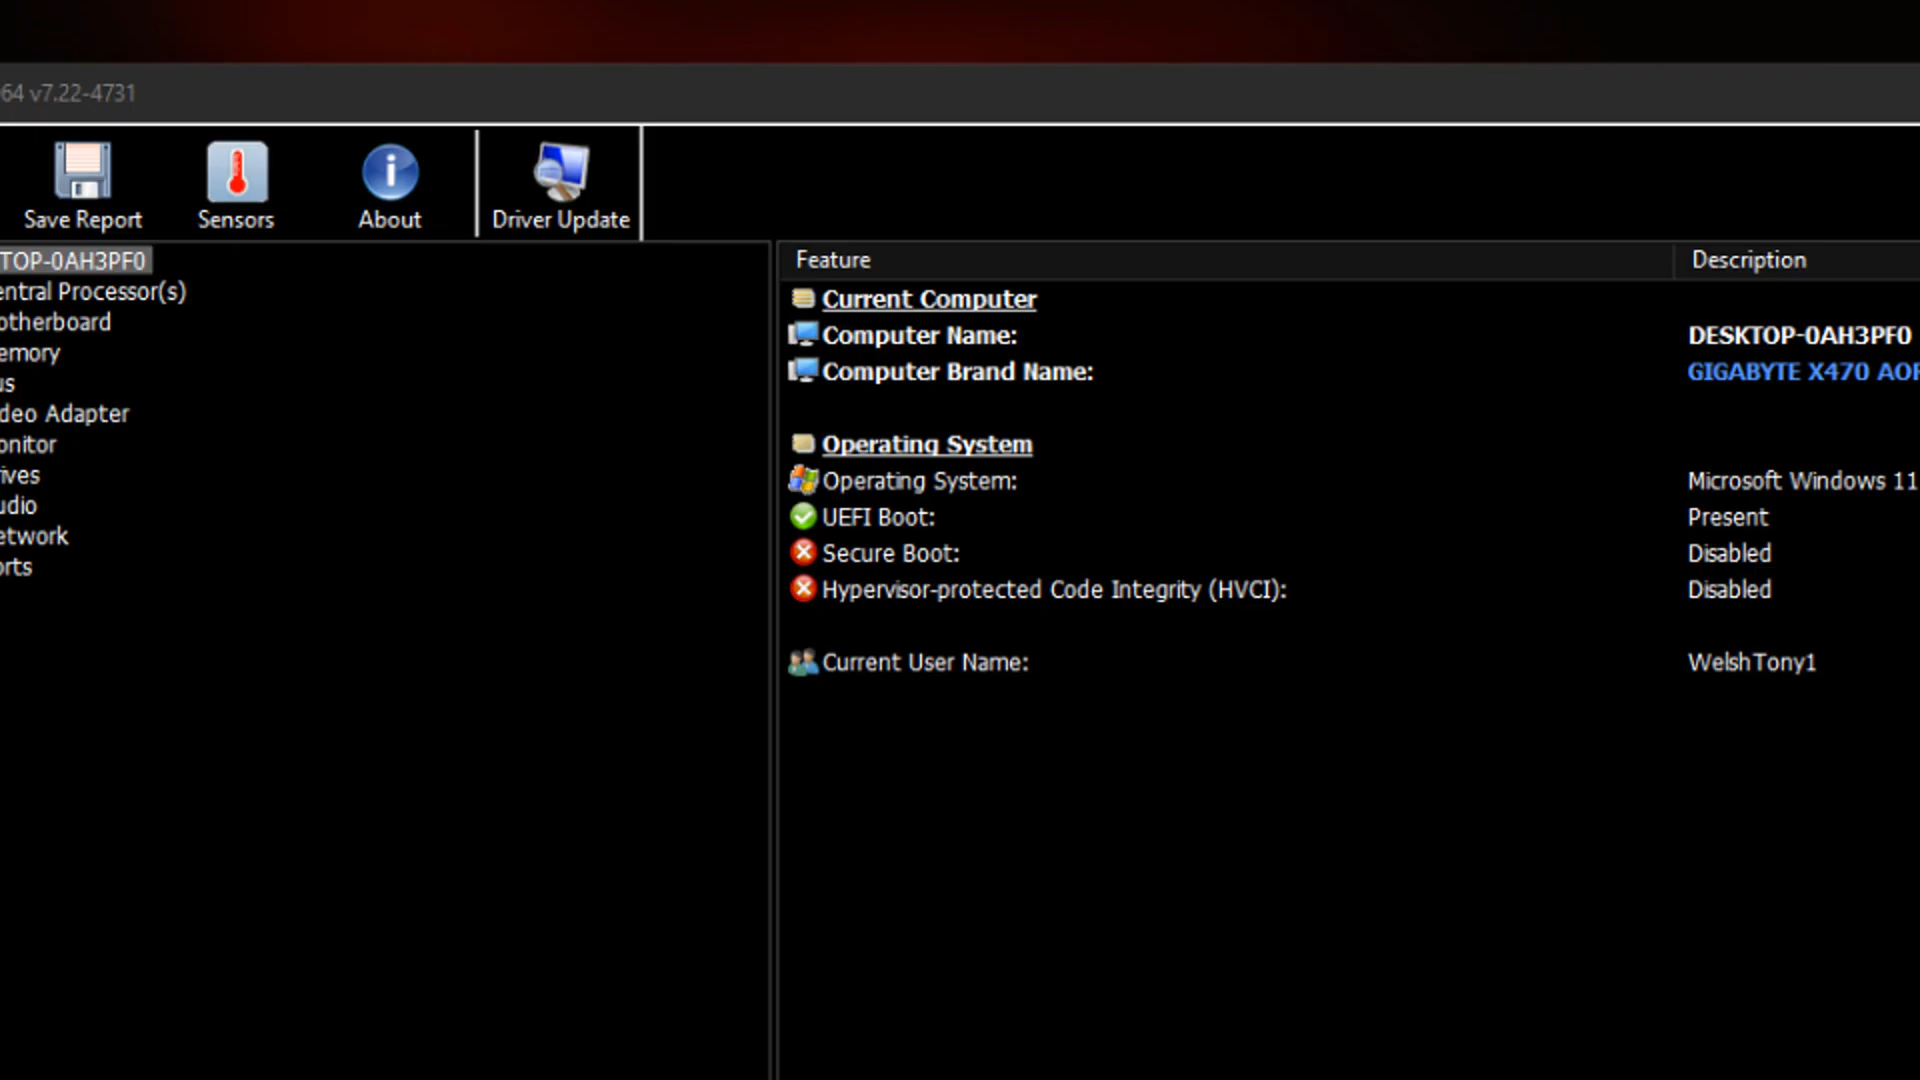 64 v7.22-4731
Save Report Sensors About Driver Update
TOP-0AH3PF0
entral Processor(s)
otherboard
emory
us
deo Adapter
onitor
rives
udio
etwork
orts
Feature Description
Current Computer
Computer Name: DESKTOP-0AH3PF0
Computer Brand Name: GIGABYTE X470 AOR
Operating System
Operating System: Microsoft Windows 11
UEFI Boot: Present
Secure Boot: Disabled
Hypervisor-protected Code Integrity (HVCI): Disabled
Current User Name: WelshTony1